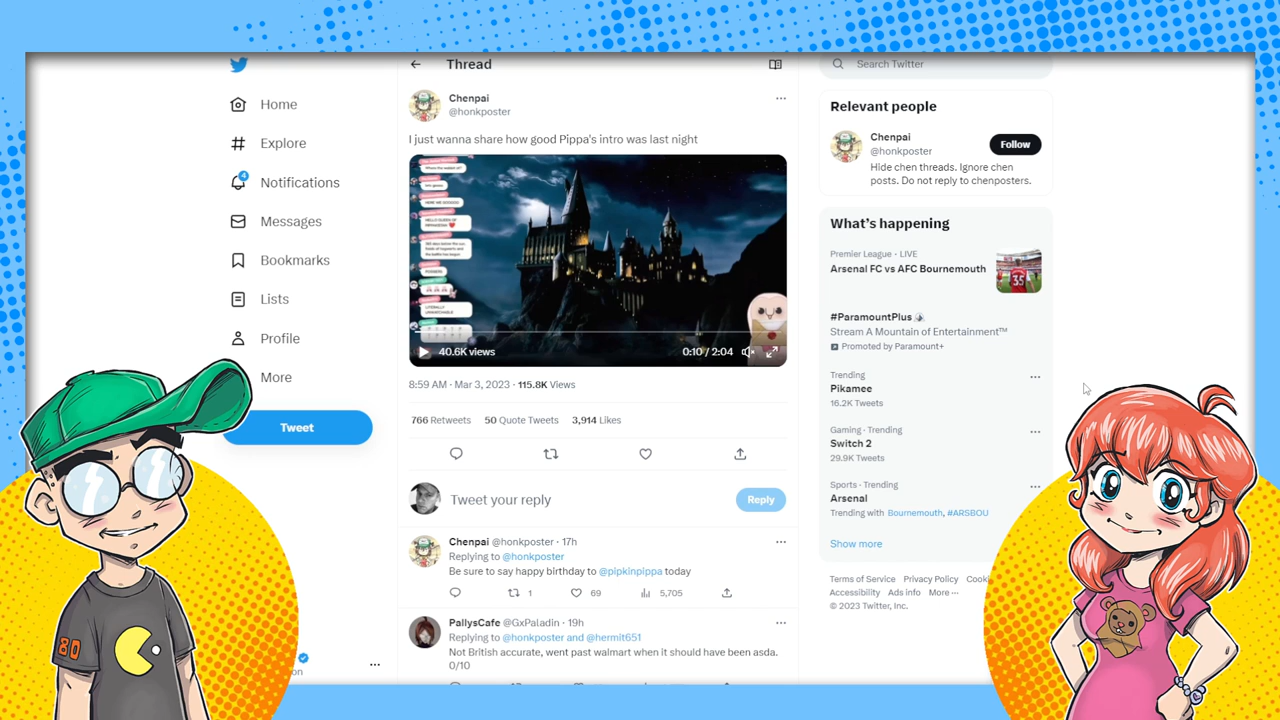 Home
Explore
4
Notifications
Messages
Bookmarks
Lists
Profile
More
Tweet
Thread
Chenpai
@honkposter
I just wanna share how good Pippa's intro was last night
40.6K views
0:10 / 2:04
8:59 AM · Mar 3, 2023 · 115.8K Views
766 Retweets 50 Quote Tweets 3,914 Likes
Tweet your reply
Reply
Chenpai @honkposter · 17h
Replying to @honkposter
Be sure to say happy birthday to @pipkinpippa today
1 69 5,705
PallysCafe @GxPaladin · 19h
Replying to @honkposter and @hermit651
Not British accurate, went past walmart when it should have been asda.
0/10
Search Twitter
Relevant people
Chenpai
@honkposter
Follow
Hide chen threads. Ignore chen
posts. Do not reply to chenposters.
What's happening
Premier League · LIVE
Arsenal FC vs AFC Bournemouth
35
#ParamountPlus
Stream A Mountain of Entertainment™
Promoted by Paramount+
Trending
Pikamee
16.2K Tweets
Gaming · Trending
Switch 2
29.9K Tweets
Sports · Trending
Arsenal
Trending with Bournemouth, #ARSBOU
Show more
Terms of Service Privacy Policy Cooki
Accessibility Ads info More ···
© 2023 Twitter, Inc.
80
on